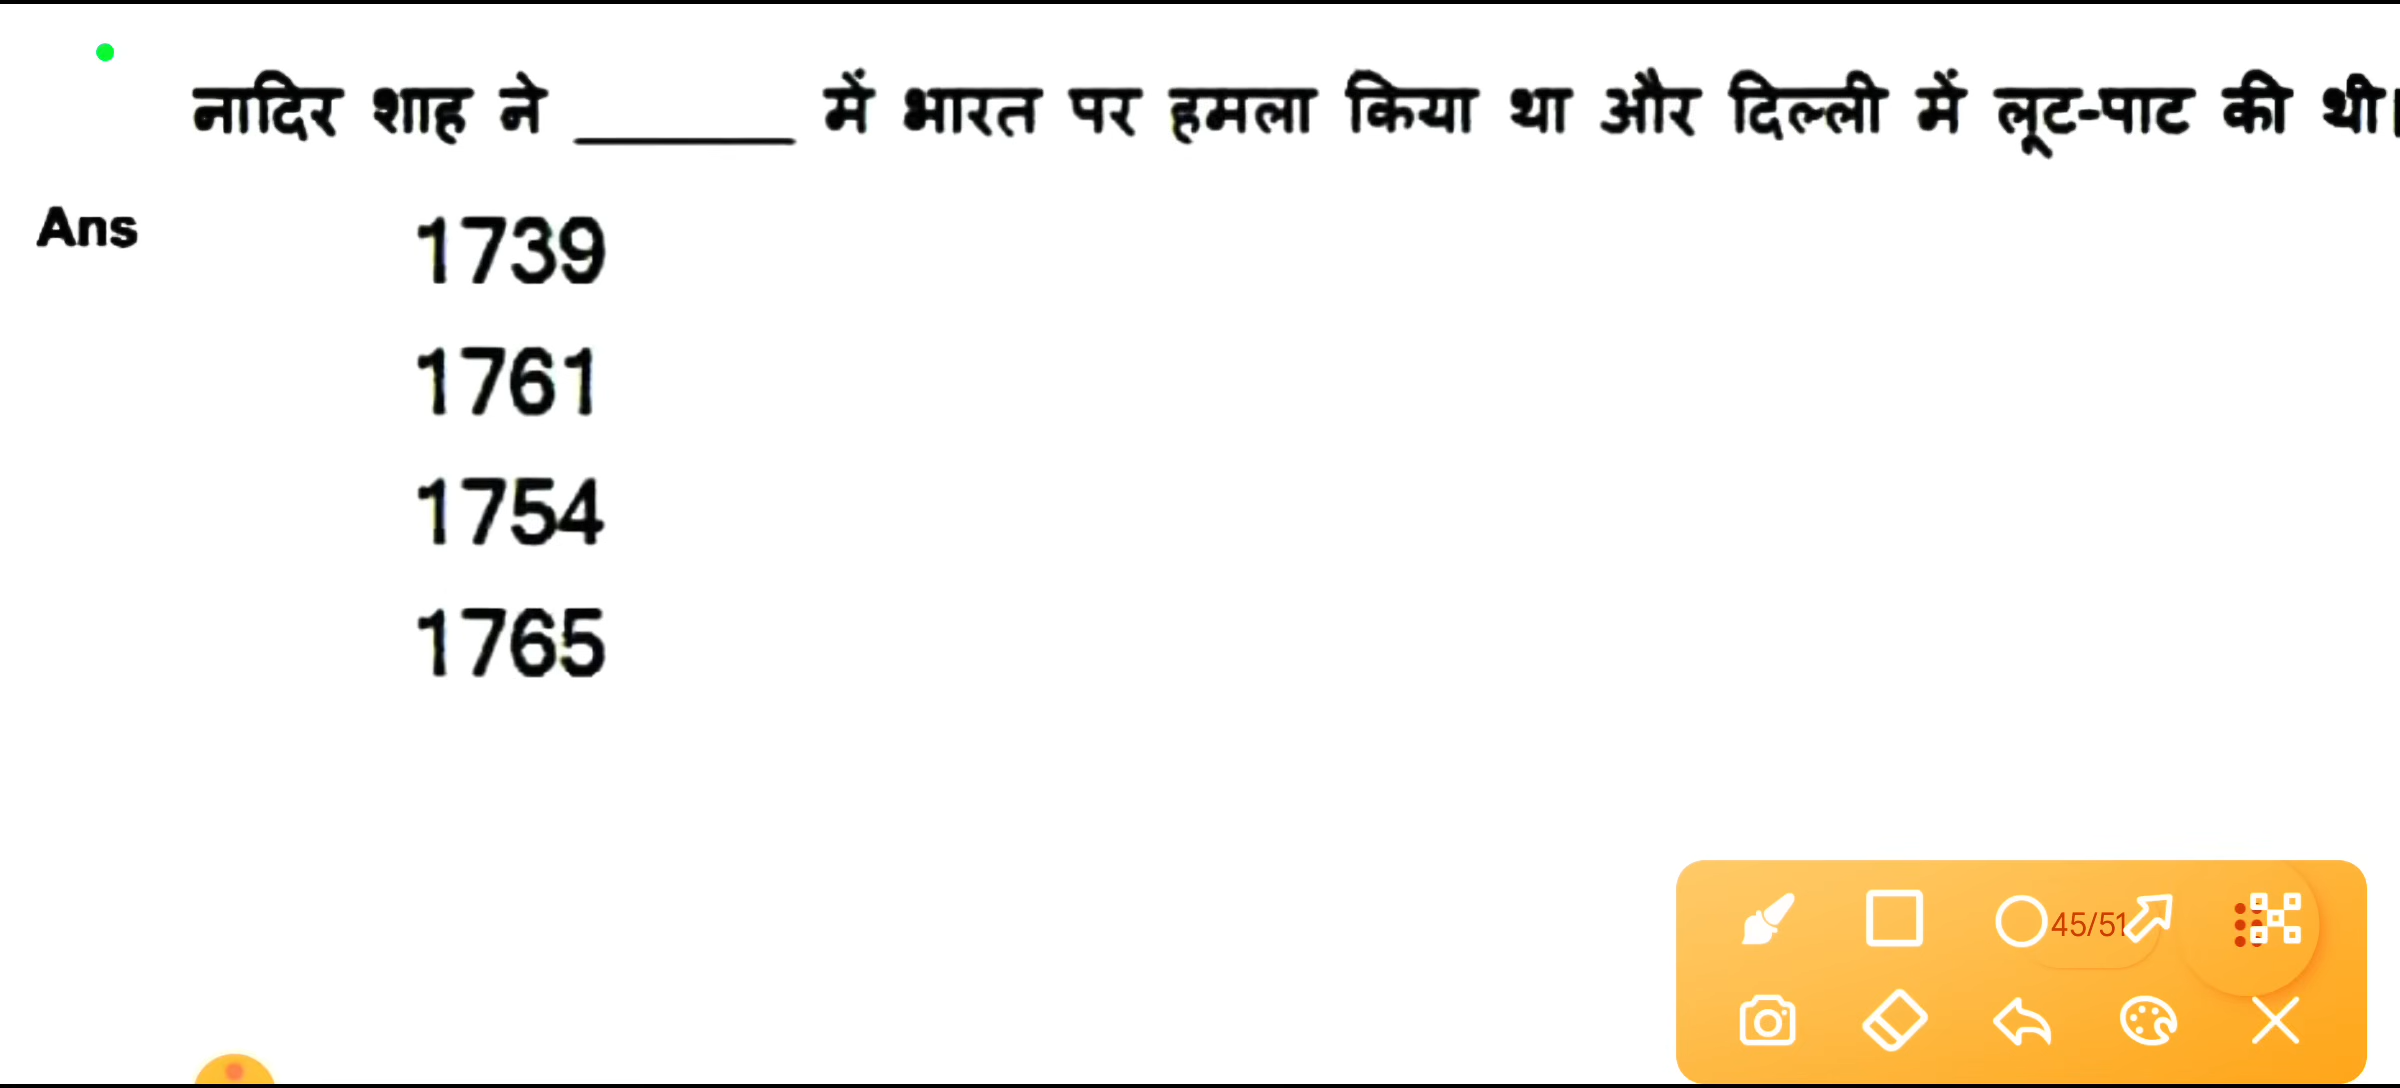 नादिर शाह ने ______ में भारत पर हमला किया था और दिल्ली में लूट-पाट की थी।
Ans
1739
1761
1754
1765
45/51